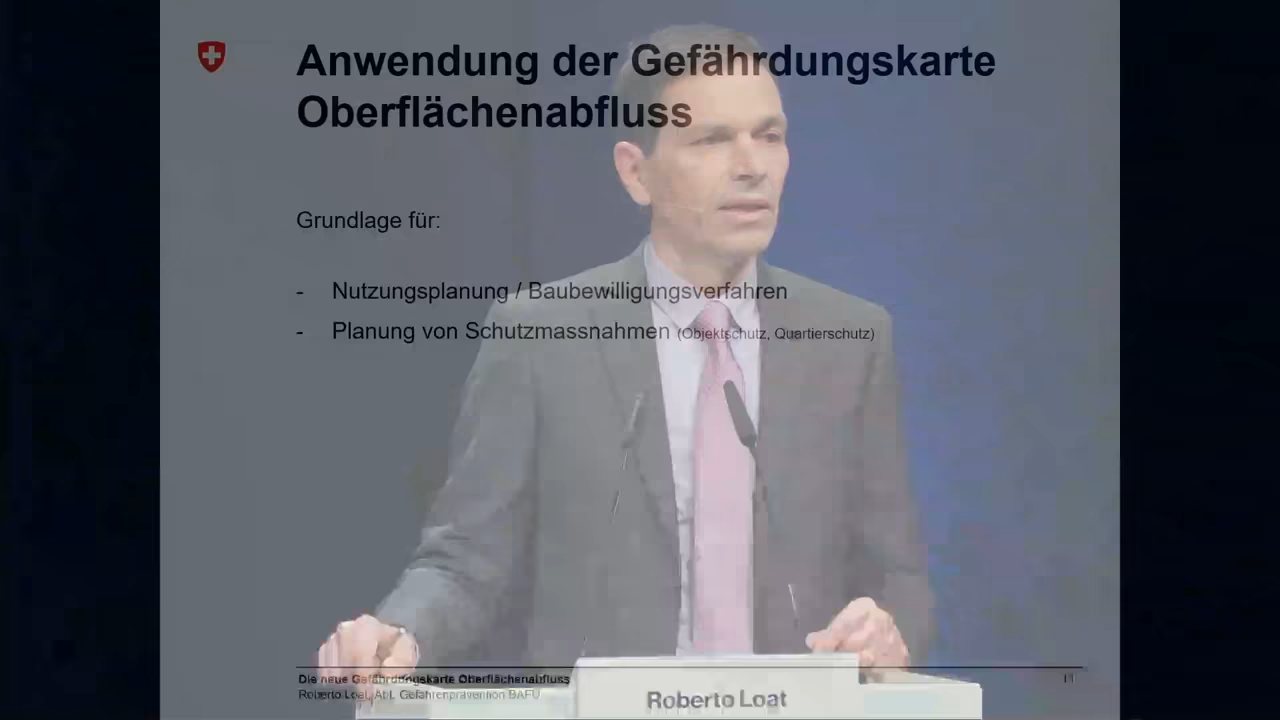 Anwendung der Gefährdungskarte
Oberflächenabfluss
Grundlage für:
- Nutzungsplanung / Baubewilligungsverfahren
- Planung von Schutzmassnahmen (Objektschutz, Quartierschutz)
Die neue Gefährdungskarte Oberflächenabfluss
Roberto Loat, Abt. Gefahrenprävention BAFU
11
Roberto Loat